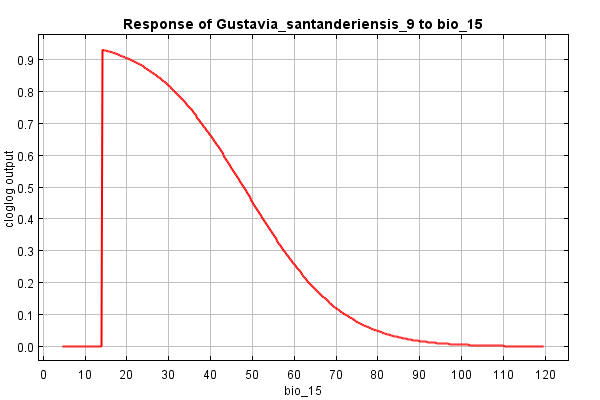 Response of Gustavia_santanderiensis_9 to bio_15
cloglog output
0.9
0.8
0.7
0.6
0.5
0.4
0.3
0.2
0.1
0.0
0 10 20 30 40 50 60 70 80 90 100 110 120
bio_15